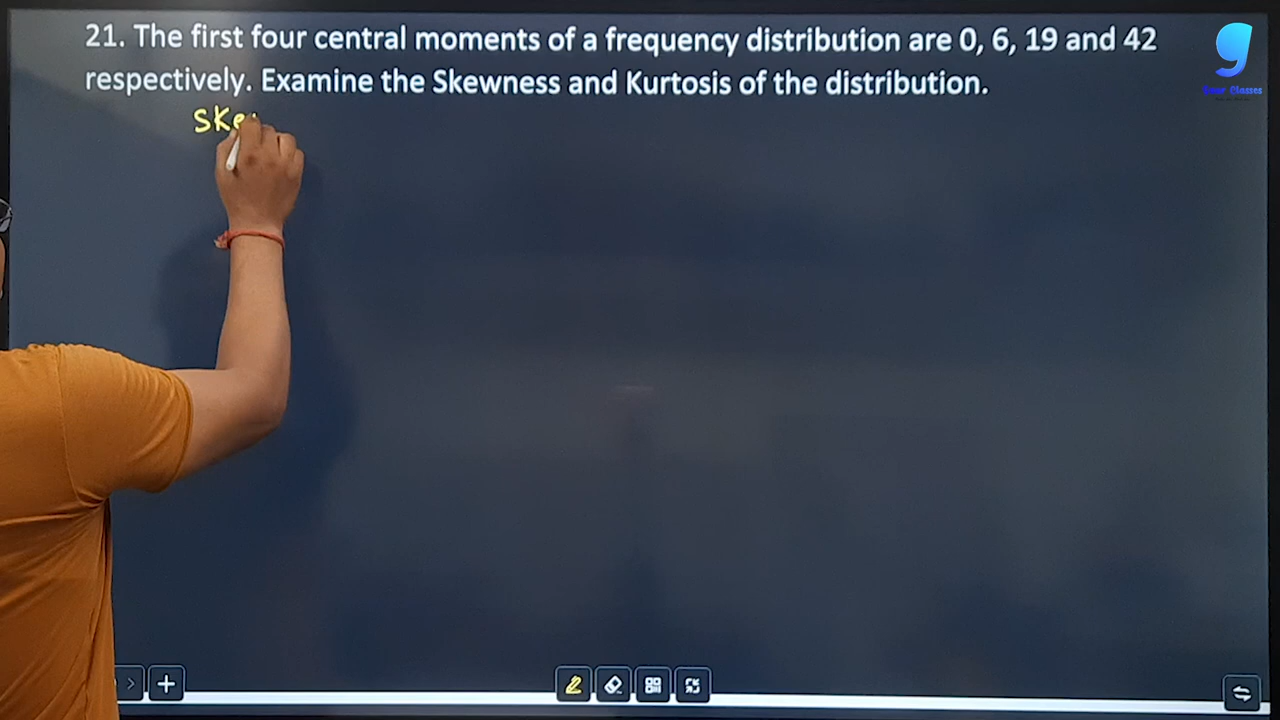 21. The first four central moments of a frequency distribution are 0, 6, 19 and 42
respectively. Examine the Skewness and Kurtosis of the distribution.
SKe